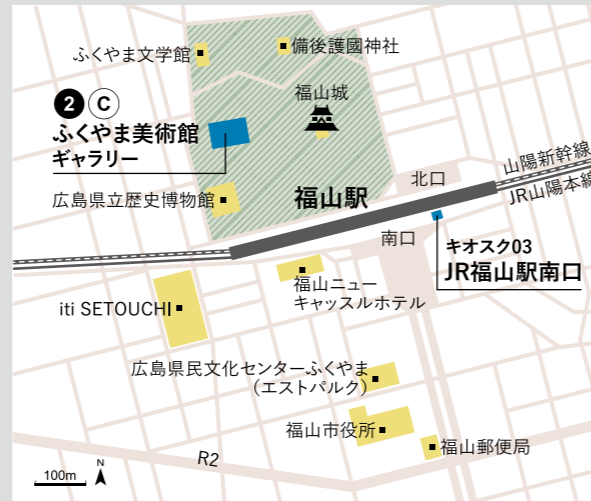 ふくやま文学館
備後護國神社
福山城
2 C
ふくやま美術館
ギャラリー
広島県立歴史博物館
福山駅
北口
山陽新幹線
JR山陽本線
南口
キオスク03
JR福山駅南口
福山ニュー
キャッスルホテル
iti SETOUCHI
広島県民文化センターふくやま
（エストパルク）
福山市役所
福山郵便局
R2
100m
N